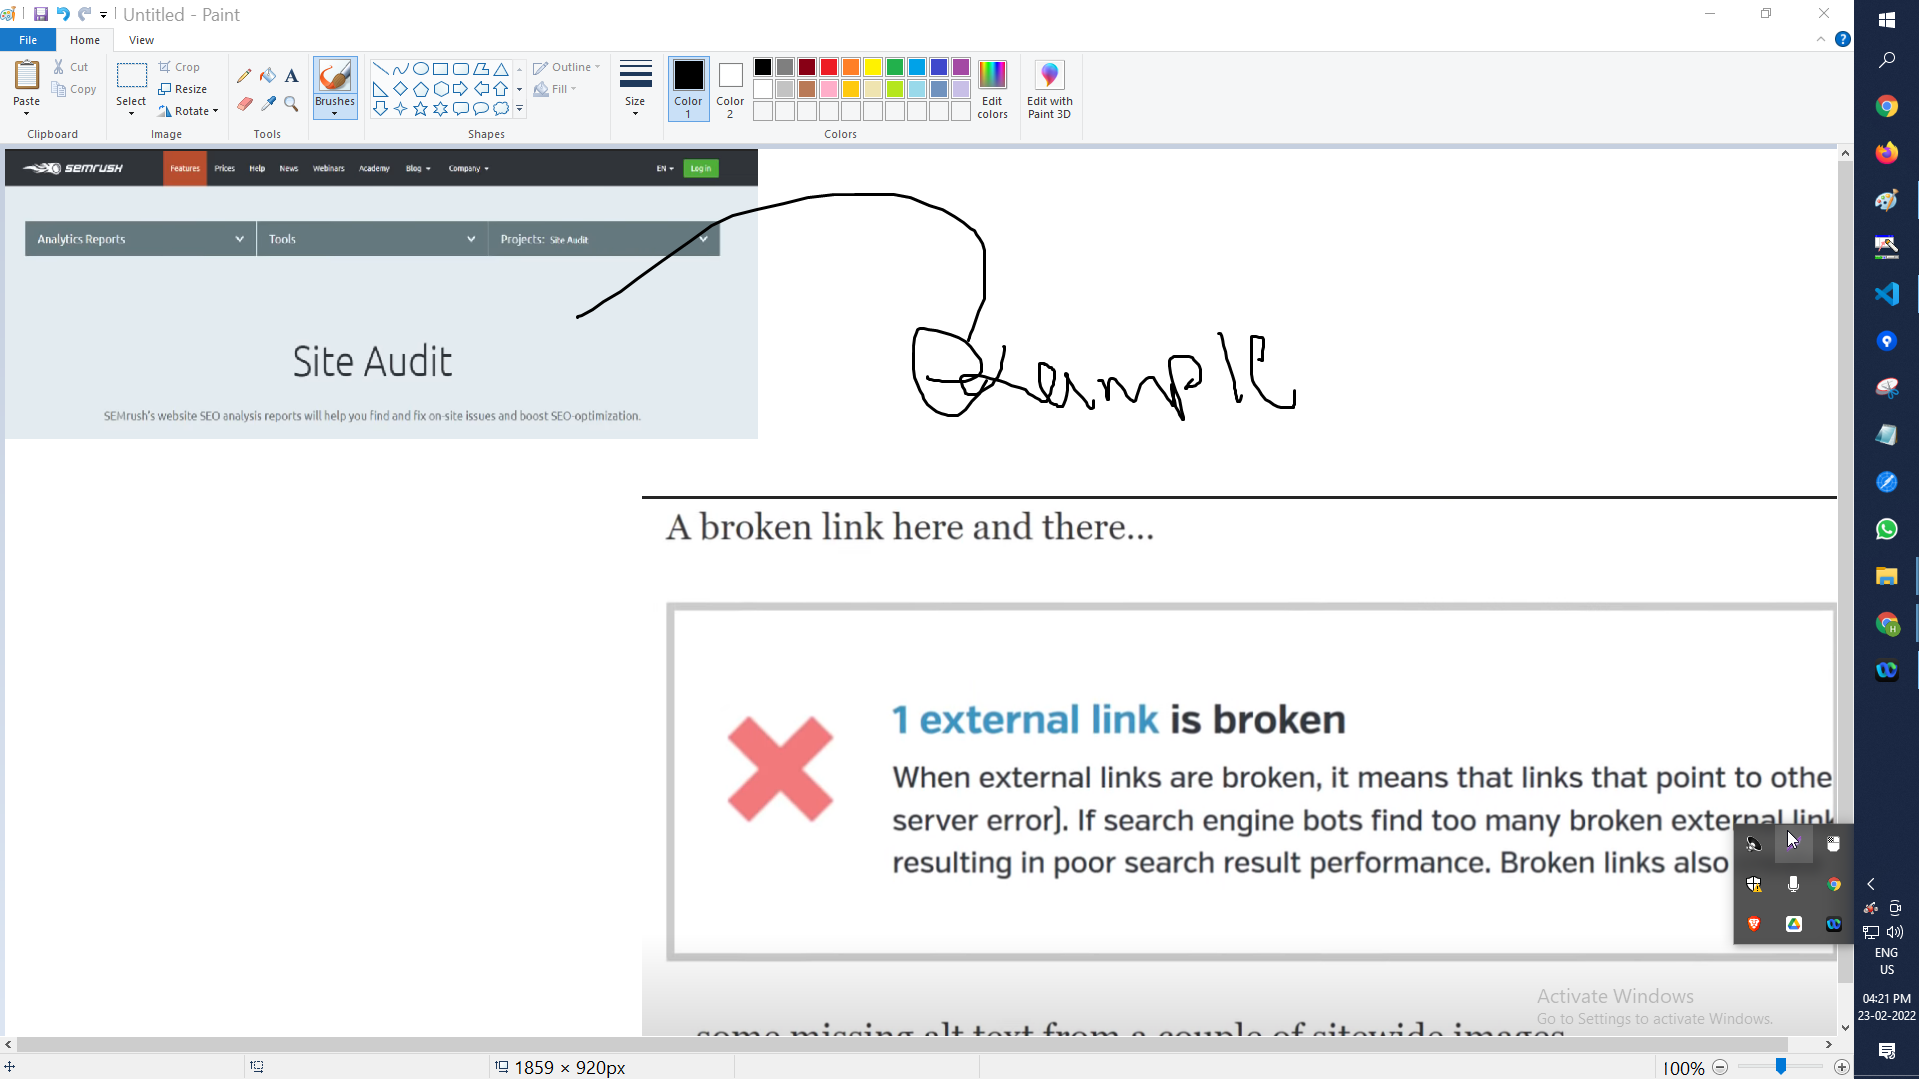 Untitled - Paint
File
Home
View
Paste
Cut
Copy
Clipboard
Select
Crop
Resize
Rotate
Image
A
Tools
Brushes
Outline
Fill
Shapes
Size
Color
1
Color
2
Edit
colors
Edit with
Paint 3D
Colors
SEMRUSH
Features
Prices
Help
News
Webinars
Academy
Blog
Company
EN
Log in
Analytics Reports
Tools
Projects: Site Audit
Site Audit
SEMrush's website SEO analysis reports will help you find and fix on-site issues and boost SEO-optimization.
Example
A broken link here and there...
1 external link is broken
When external links are broken, it means that links that point to othe
server error). If search engine bots find too many broken external link
resulting in poor search result performance. Broken links also
some missing alt text from a couple of sitewide images
Activate Windows
Go to Settings to activate Windows.
ENG
US
04:21 PM
23-02-2022
1859 × 920px
100%